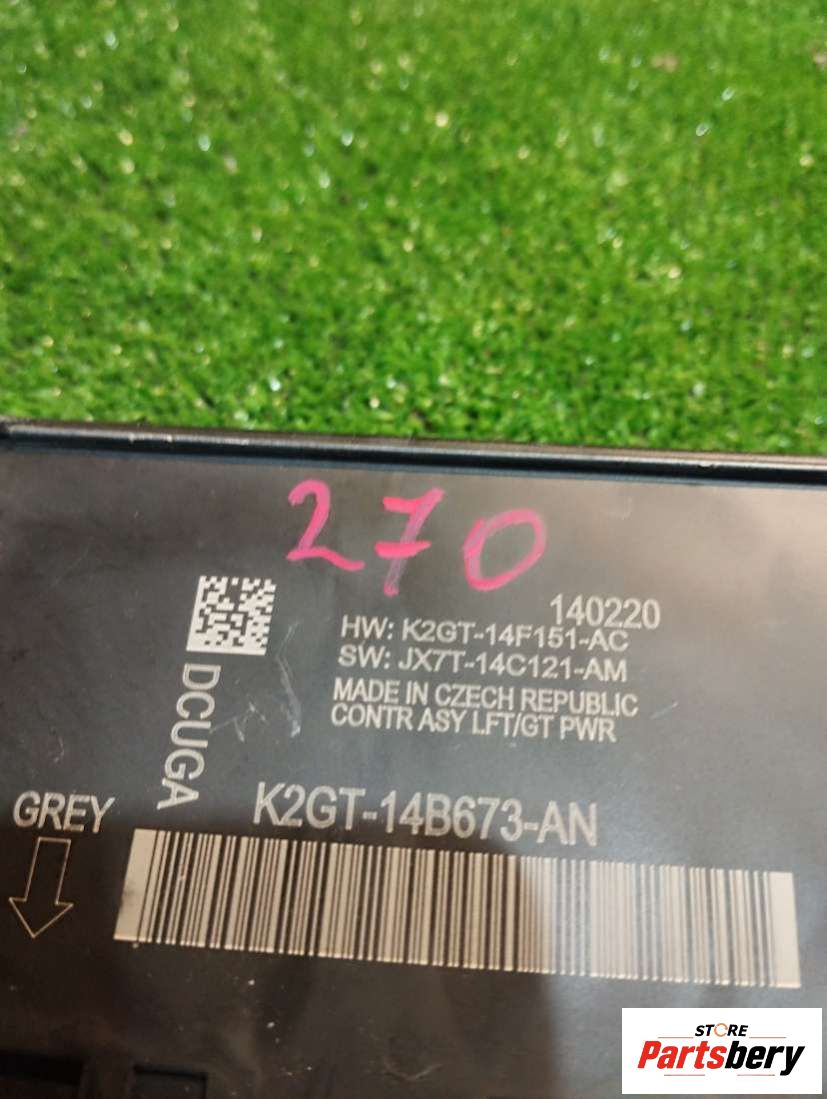 270
140220
HW: K2GT-14F151-AC
SW: JX7T-14C121-AM
MADE IN CZECH REPUBLIC
CONTR ASY LFT/GT PWR
DCUGA
GREY
K2GT-14B673-AN
STORE
Partsbery